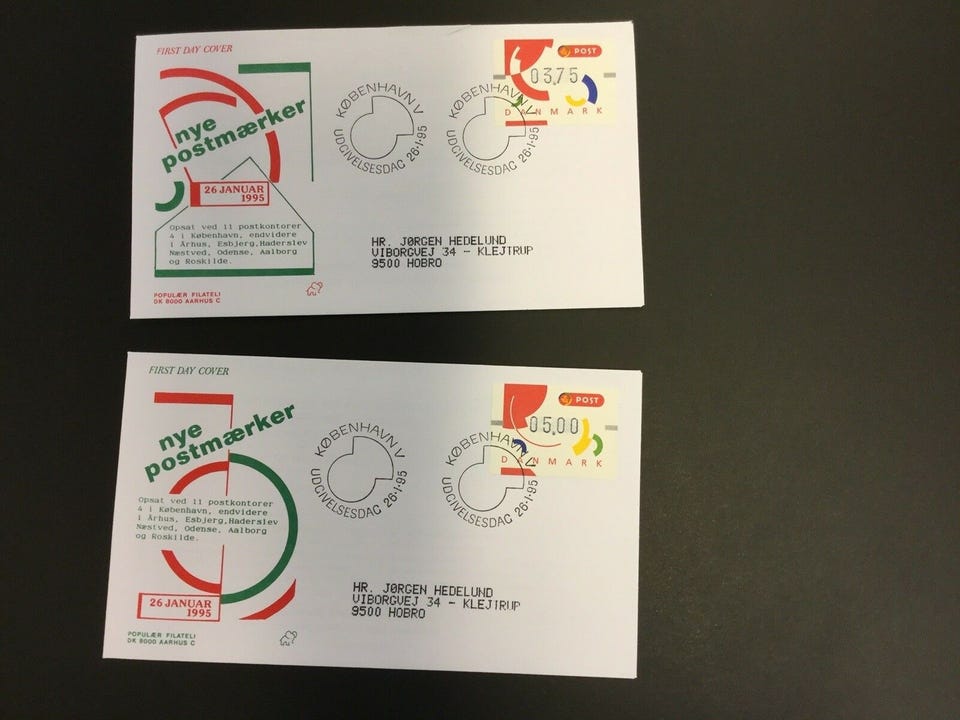 FIRST DAY COVER
nye
postmærker
26 JANUAR
1995
Opsat ved 11 postkontorer
4 i København, endvidere
i Århus, Esbjerg,Haderslev
Næstved, Odense, Aalborg
og Roskilde.
POPULÆR FILATELI
DK 8000 AARHUS C
KØBENHAVN V
UDGIVELSESDAG 26-1-95
KØBENHAVN V
UDGIVELSESDAG 26-1-95
POST
03.75
DANMARK
HR. JØRGEN HEDELUND
VIBORGVEJ 34 - KLEJTRUP
9500 HOBRO
FIRST DAY COVER
nye
postmærker
Opsat ved 11 postkontorer
4 i København, endvidere
i Århus, Esbjerg,Haderslev
Næstved, Odense, Aalborg
og Roskilde.
26 JANUAR
1995
POPULÆR FILATELI
DK 8000 AARHUS C
KØBENHAVN V
UDGIVELSESDAG 26-1-95
KØBENHAVN V
UDGIVELSESDAG 26-1-95
POST
05.00
DANMARK
HR. JØRGEN HEDELUND
VIBORGVEJ 34 - KLEJTRUP
9500 HOBRO